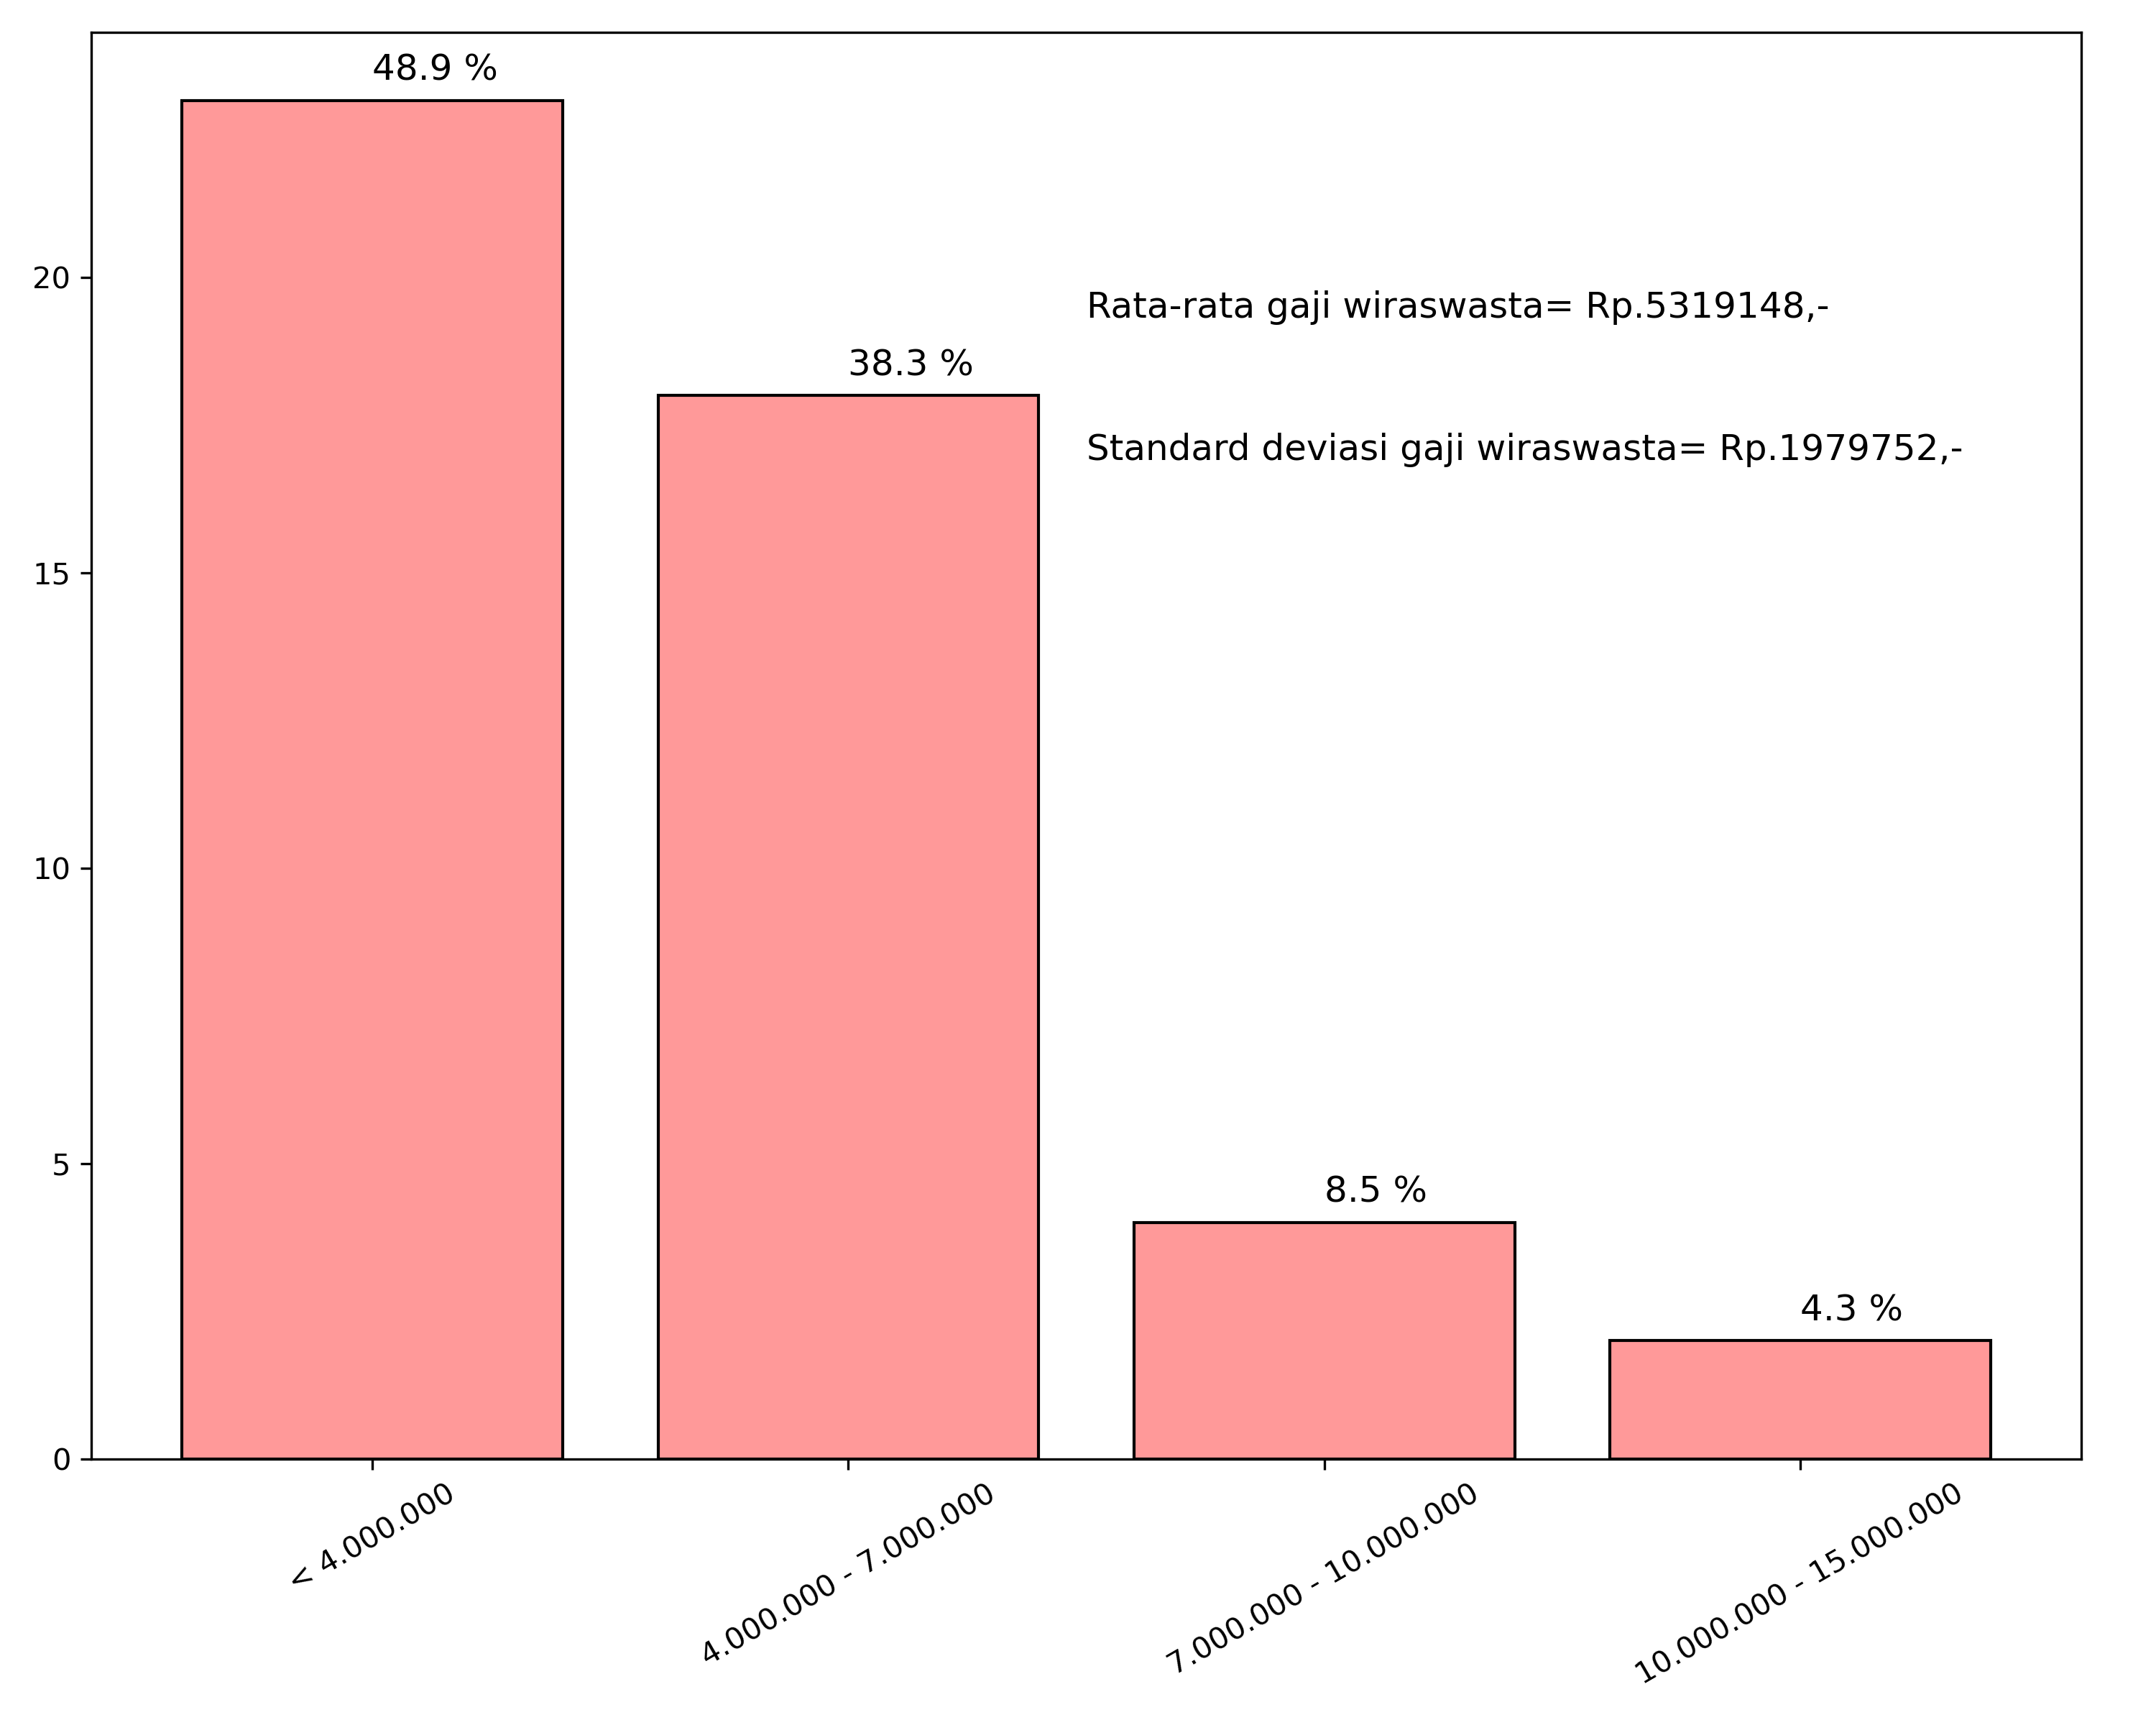 48.9 %
20
Rata-rata gaji wiraswasta= Rp.5319148,-
38.3 %
Standard deviasi gaji wiraswasta= Rp.1979752,-
15
10
5
8.5 %
4.3 %
0
< 4.000.000
4.000.000 - 7.000.000
7.000.000 - 10.000.000
10.000.000 - 15.000.000